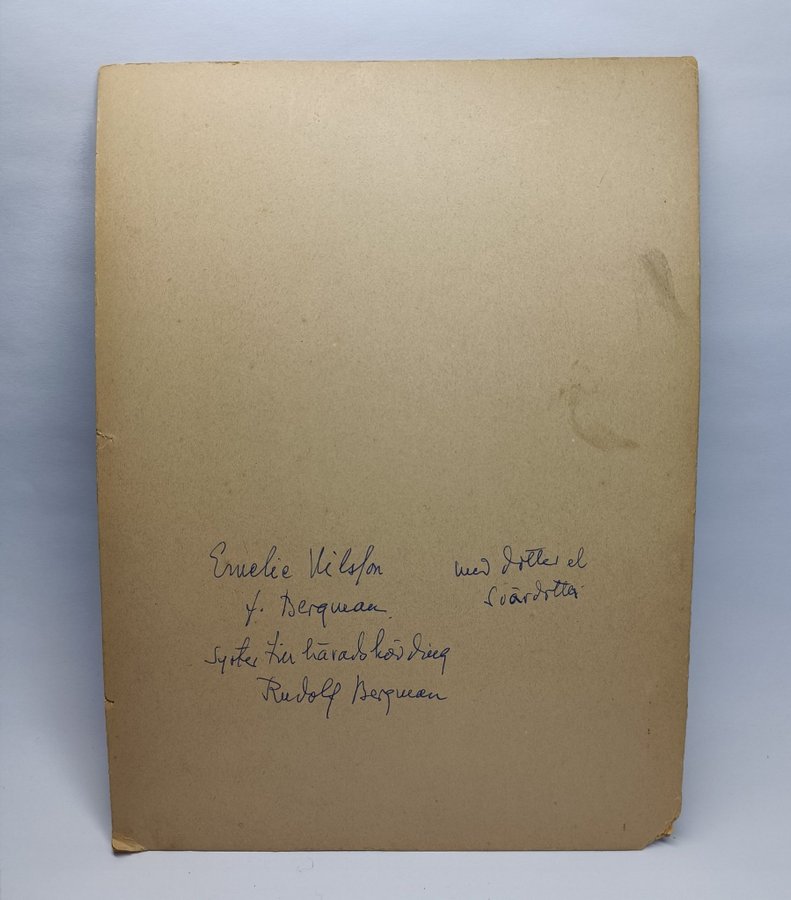 Emelie Nilsson
f. Bergman
syster till häradshövding
Rudolf Bergman
med dotter el
svärdotter